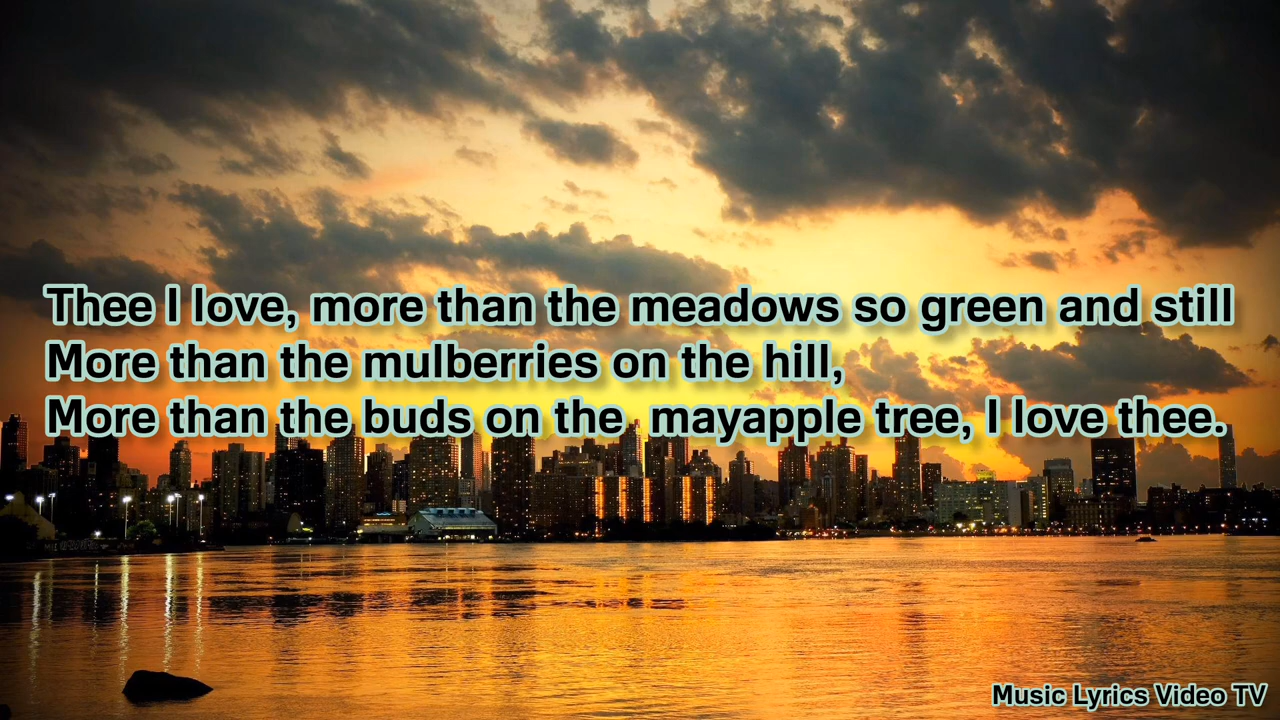 Thee I love, more than the meadows so green and still
More than the mulberries on the hill,
More than the buds on the  mayapple tree, I love thee.
Music Lyrics Video TV